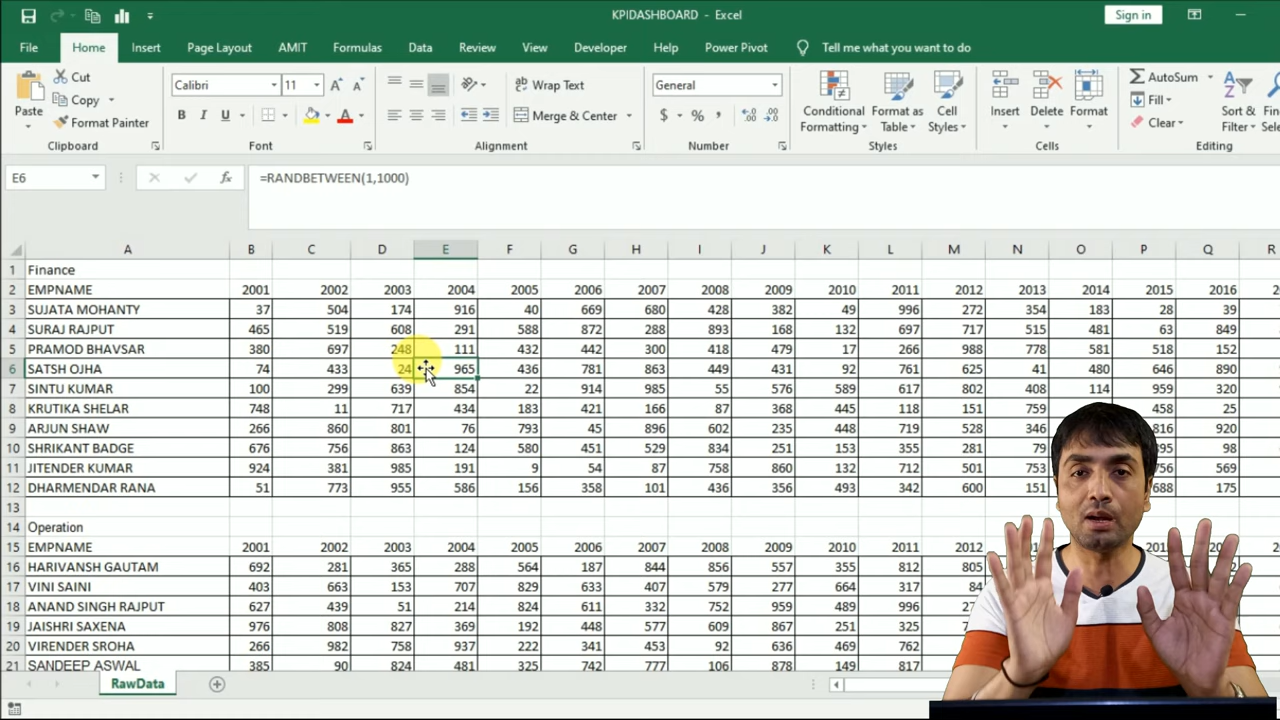 KPIDASHBOARD - Excel
Sign in
File Home Insert Page Layout AMIT Formulas Data Review View Developer Help Power Pivot Tell me what you want to do
Cut
Copy
Format Painter
Paste
Clipboard
Calibri 11
B I U
Font
Wrap Text
Merge & Center
Alignment
General
$ % ,
Number
Conditional Formatting
Format as Table
Cell Styles
Styles
Insert Delete Format
Cells
AutoSum
Fill
Clear
Sort & Filter
Editing
E6 fx =RANDBETWEEN(1,1000)
A B C D E F G H I J K L M N O P Q R
1 Finance
2 EMPNAME 2001 2002 2003 2004 2005 2006 2007 2008 2009 2010 2011 2012 2013 2014 2015 2016
3 SUJATA MOHANTY 37 504 174 916 40 669 680 428 382 49 996 272 354 183 28 39
4 SURAJ RAJPUT 465 519 608 291 588 872 288 893 168 132 697 717 515 481 63 849
5 PRAMOD BHAVSAR 380 697 248 111 432 442 300 418 479 17 266 988 778 581 518 152
6 SATSH OJHA 74 433 24 965 436 781 863 449 431 92 761 625 41 480 646 890
7 SINTU KUMAR 100 299 639 854 22 914 985 55 576 589 617 802 408 114 959 320
8 KRUTIKA SHELAR 748 11 717 434 183 421 166 87 368 445 118 151 759 458 25
9 ARJUN SHAW 266 860 801 76 793 45 896 602 235 448 719 528 346 816 920
10 SHRIKANT BADGE 676 756 863 124 580 451 529 834 251 153 355 281 79 98
11 JITENDER KUMAR 924 381 985 191 9 54 87 758 860 132 712 501 753 756 569
12 DHARMENDAR RANA 51 773 955 586 156 358 101 436 356 493 342 600 151 688 175
13
14 Operation
15 EMPNAME 2001 2002 2003 2004 2005 2006 2007 2008 2009 2010 2011 2012 2016
16 HARIVANSH GAUTAM 692 281 365 288 564 187 844 856 557 355 812 805
17 VINI SAINI 403 663 153 707 829 633 407 579 277 664 317
18 ANAND SINGH RAJPUT 627 439 51 214 824 611 332 752 959 489 996
19 JAISHRI SAXENA 976 808 827 369 192 448 577 609 867 251 325
20 VIRENDER SROHA 266 982 758 937 222 341 453 92 636 469 762
21 SANDEEP ASWAL 385 90 824 481 325 742 777 106 878 149 817
RawData